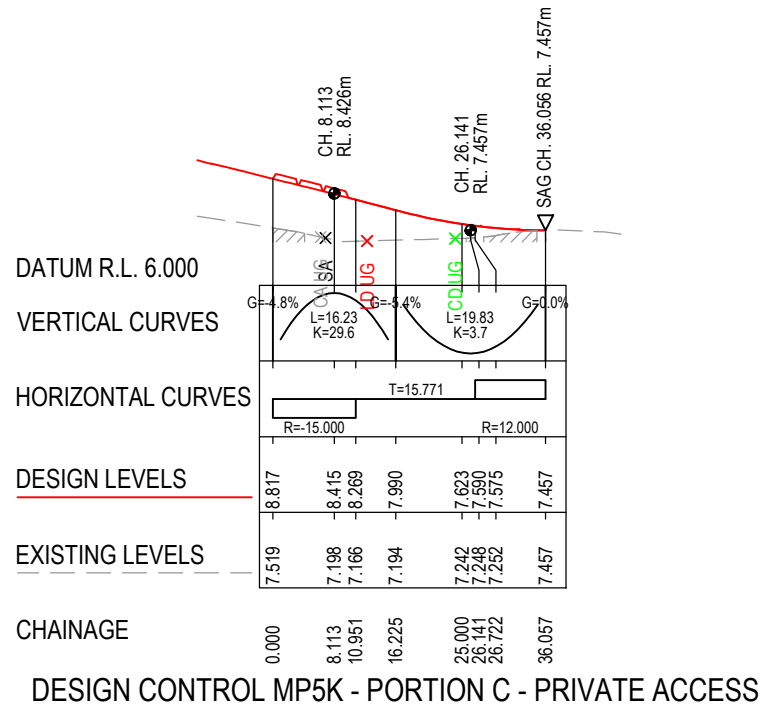 CH. 8.113
RL. 8.426m
CH. 26.141
RL. 7.457m
SAG CH. 36.056 RL. 7.457m
SA
UG
LD UG
CD UG
DATUM R.L. 6.000
VERTICAL CURVES
G=-4.8%
L=16.23
K=29.6
G=-5.4%
L=19.83
K=3.7
G=0.0%
HORIZONTAL CURVES
R=-15.000
T=15.771
R=12.000
DESIGN LEVELS
8.817 8.415 8.269 7.990 7.623 7.590 7.575 7.457
EXISTING LEVELS
7.519 7.198 7.166 7.194 7.242 7.248 7.252 7.457
CHAINAGE
0.000 8.113 10.951 16.225 25.000 26.141 26.722 36.057
DESIGN CONTROL MP5K - PORTION C - PRIVATE ACCESS